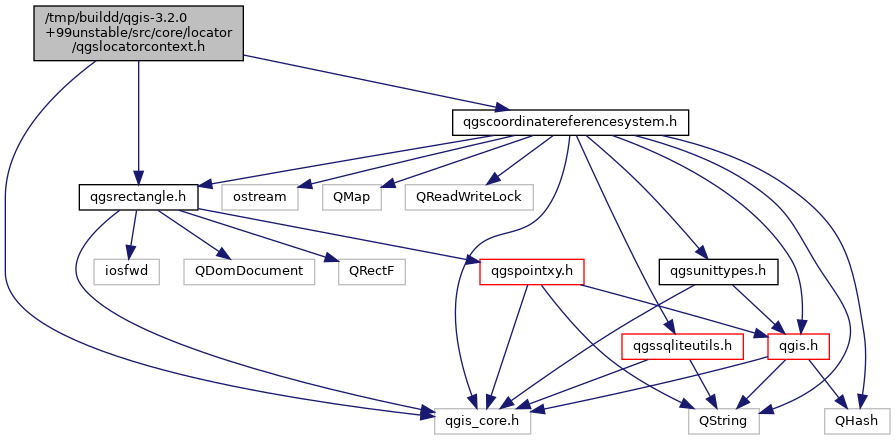 /tmp/buildd/qgis-3.2.0
+99unstable/src/core/locator
/qgslocatorcontext.h
qgscoordinatereferencesystem.h
qgsrectangle.h
ostream
QMap
QReadWriteLock
iosfwd
QDomDocument
QRectF
qgspointxy.h
qgsunittypes.h
qgssqliteutils.h
qgis.h
qgis_core.h
QString
QHash